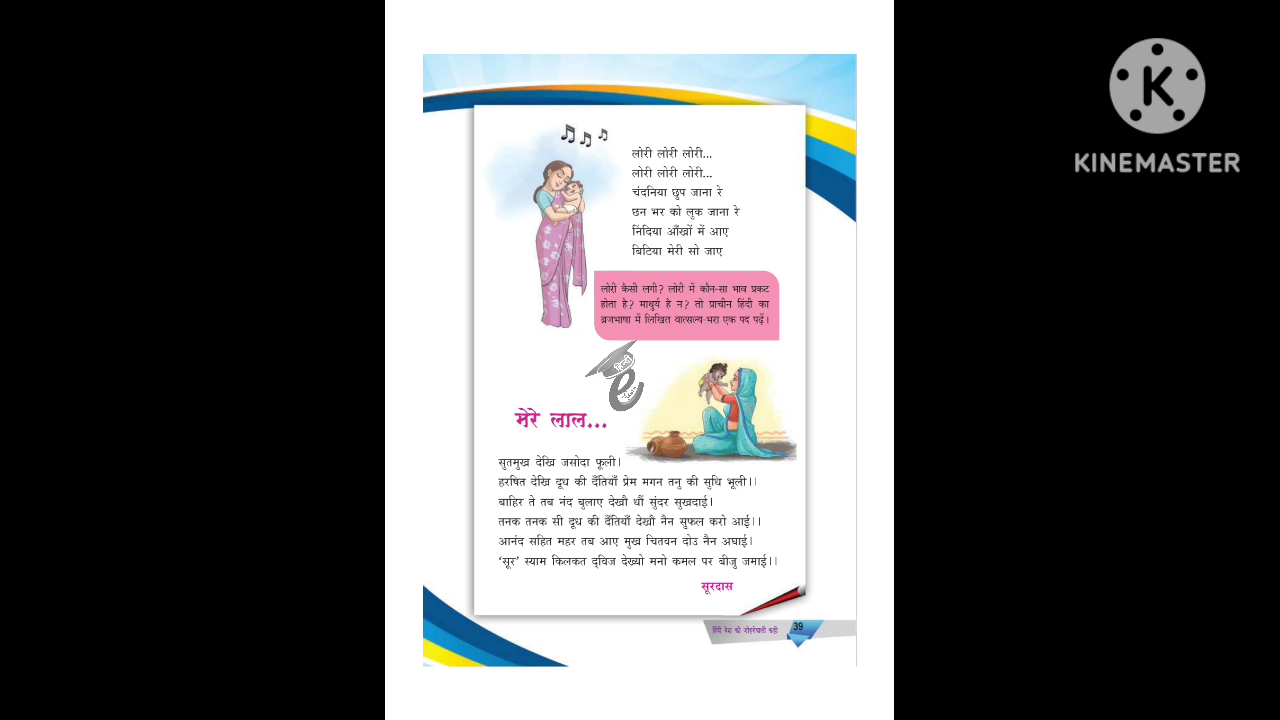 लोरी लोरी लोरी...
लोरी लोरी लोरी...
चंदनिया छुप जाना रे
छन भर को लुक जाना रे
निंदिया आँखों में आए
बिटिया मेरी सो जाए
लोरी कैसी लगी? लोरी में कौन-सा भाव प्रकट
होता है? माधुर्य है न? तो प्राचीन हिंदी का
ब्रजभाषा में लिखित वात्सल्य-भरा एक पद पढ़ें।
हिन्दी
e
मेरे लाल...
सुतमुख देखि जसोदा फूली।
हरषित देखि दूध की दँतियाँ प्रेम मगन तनु की सुधि भूली।।
बाहिर ते तब नंद बुलाए देखौ धौं सुंदर सुखदाई।
तनक तनक सी दूध की दँतियाँ देखौ नैन सुफल करो आई।।
आनंद सहित महर तब आए मुख चितवन दोउ नैन अघाई।
‘सूर’ स्याम किलकत द्विज देख्यो मनो कमल पर बीजु जमाई।।
सूरदास
हिंदी देश को जोड़नेवाली कड़ी
39
K
KINEMASTER